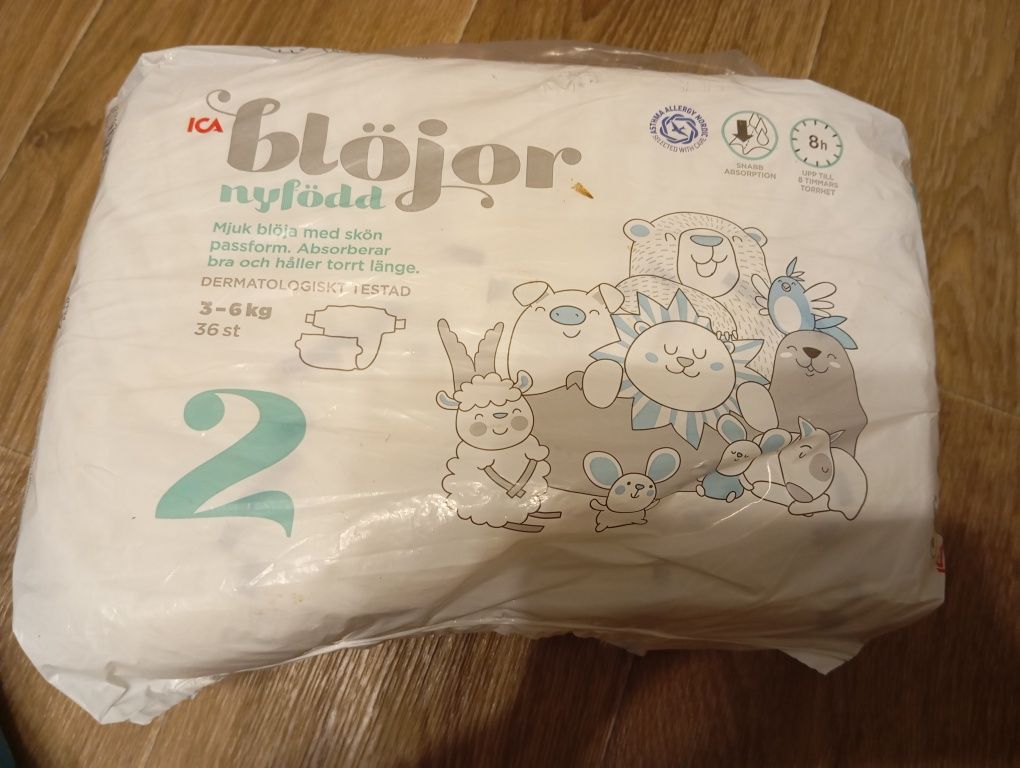 ICA
blöjor
nyfödd
Mjuk blöja med skön
passform. Absorberar
bra och håller torrt länge.
DERMATOLOGISKT TESTAD
3-6 kg
36 st
2
ASTHMA ALLERGY NORDIC
SELECTED WITH CARE
SNABB
ABSORPTION
8h
UPP TILL
8 TIMMARS
TORRHET